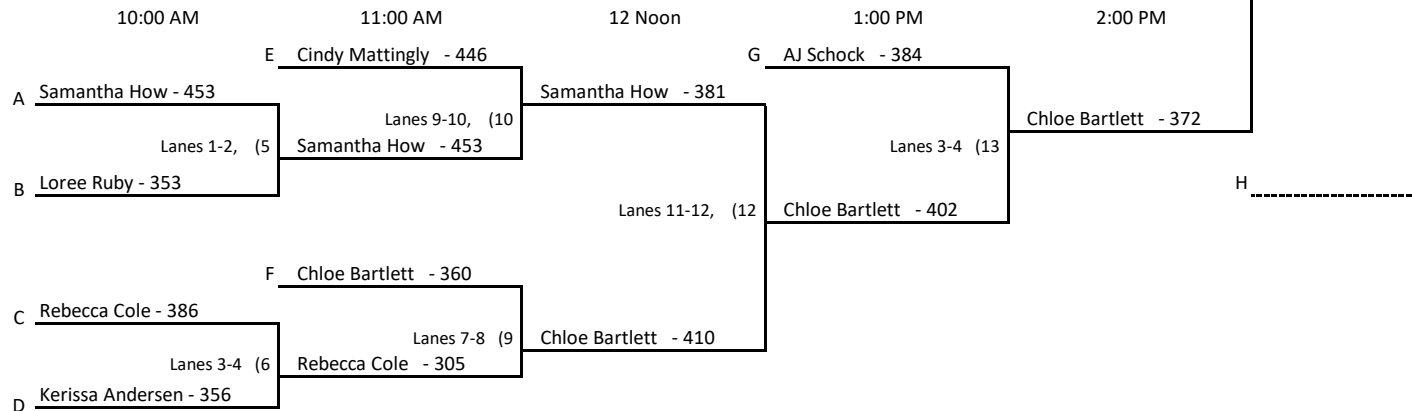 10:00 AM 11:00 AM 12 Noon 1:00 PM 2:00 PM
E Cindy Mattingly - 446 G AJ Schock - 384
A Samantha How - 453 Samantha How - 381
Lanes 9-10, (10 Chloe Bartlett - 372
Lanes 1-2, (5 Samantha How - 453 Lanes 3-4 (13
B Loree Ruby - 353 H
Lanes 11-12, (12 Chloe Bartlett - 402
F Chloe Bartlett - 360
C Rebecca Cole - 386
Lanes 7-8 (9 Chloe Bartlett - 410
Lanes 3-4 (6 Rebecca Cole - 305
D Kerissa Andersen - 356